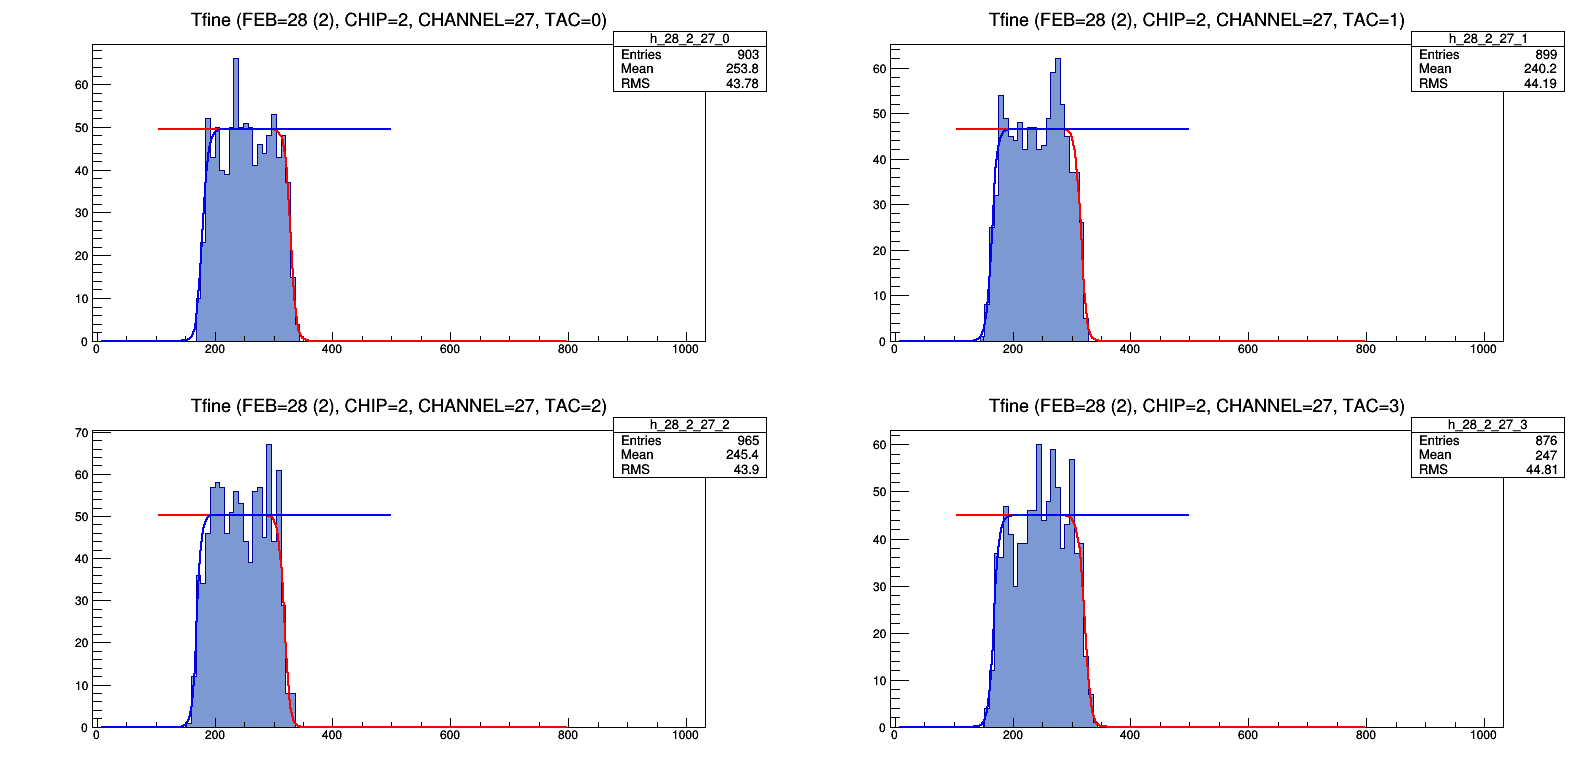 Tfine (FEB=28 (2), CHIP=2, CHANNEL=27, TAC=0)
h_28_2_27_0
Entries 903
Mean 253.8
RMS 43.78
60
50
40
30
20
10
0
0 200 400 600 800 1000
Tfine (FEB=28 (2), CHIP=2, CHANNEL=27, TAC=1)
h_28_2_27_1
Entries 899
Mean 240.2
RMS 44.19
60
50
40
30
20
10
0
0 200 400 600 800 1000
Tfine (FEB=28 (2), CHIP=2, CHANNEL=27, TAC=2)
h_28_2_27_2
Entries 965
Mean 245.4
RMS 43.9
70
60
50
40
30
20
10
0
0 200 400 600 800 1000
Tfine (FEB=28 (2), CHIP=2, CHANNEL=27, TAC=3)
h_28_2_27_3
Entries 876
Mean 247
RMS 44.81
60
50
40
30
20
10
0
0 200 400 600 800 1000